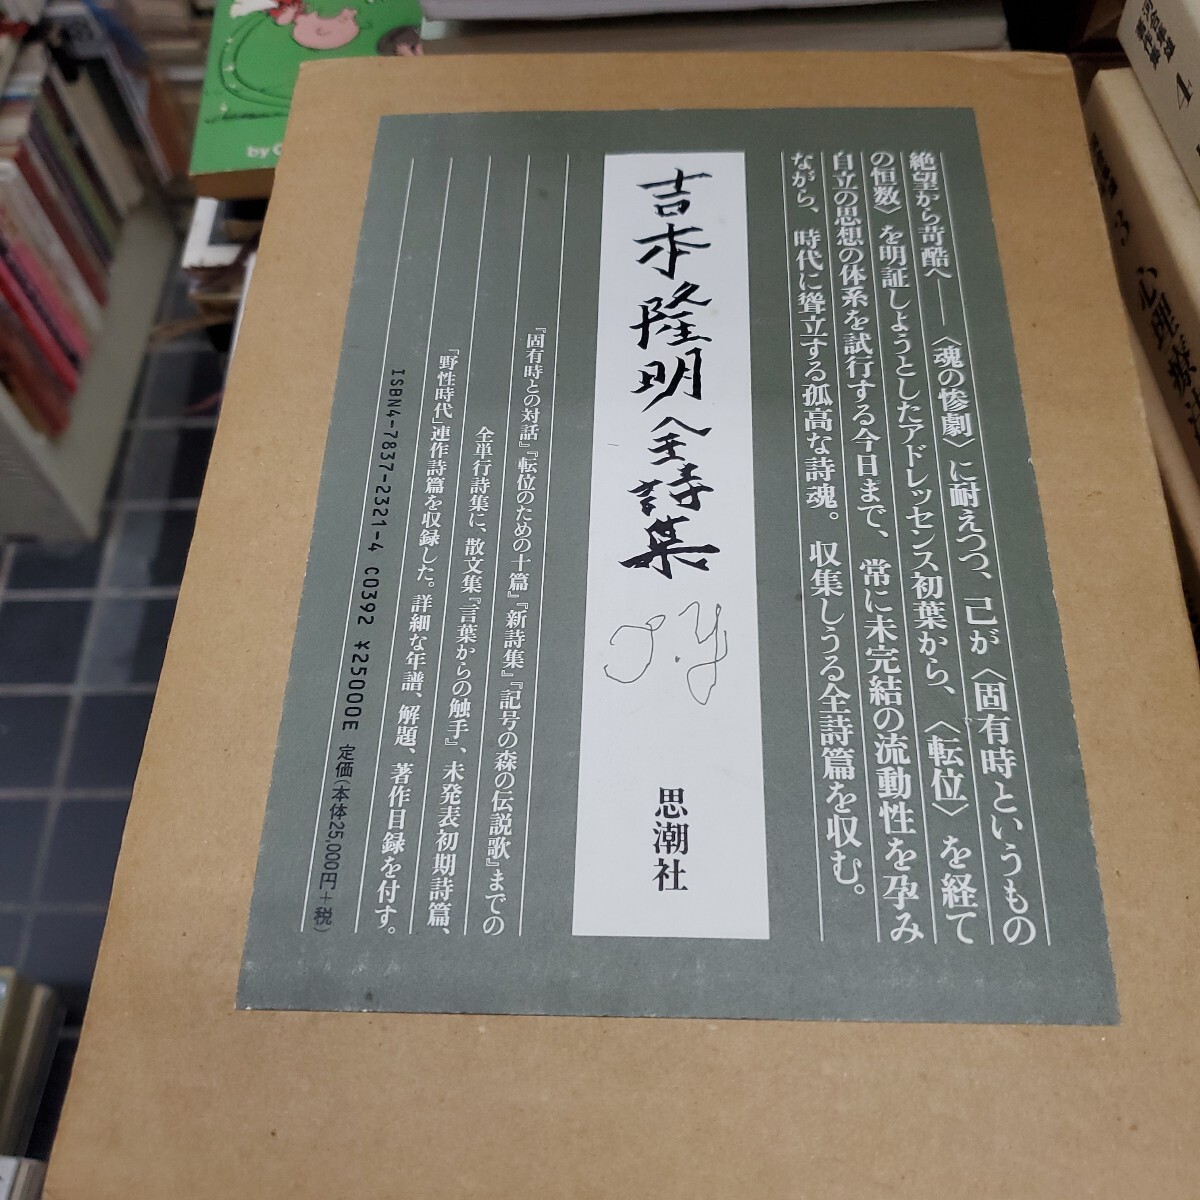 絶望から苛酷へ――〈魂の惨劇〉に耐えつつ、己が〈固有時というもの
の恒数〉を明証しようとしたアドレッセンス初葉から、〈転位〉を経て
自立の思想の体系を試行する今日まで、常に未完結の流動性を孕み
ながら、時代に聳立する孤高な詩魂。収集しうる全詩篇を収む。
吉本隆明全詩集
思潮社
『固有時との対話』『転位のための十篇』『新詩集』『記号の森の伝説歌』までの
全単行詩集に、散文集『言葉からの触手』、未発表初期詩篇、
「野性時代」連作詩篇を収録した。詳細な年譜、解題、著作目録を付す。
ISBN4-7837-2321-4 C0392 ¥25000E 定価(本体25,000円+税)
by
4
3 心理療